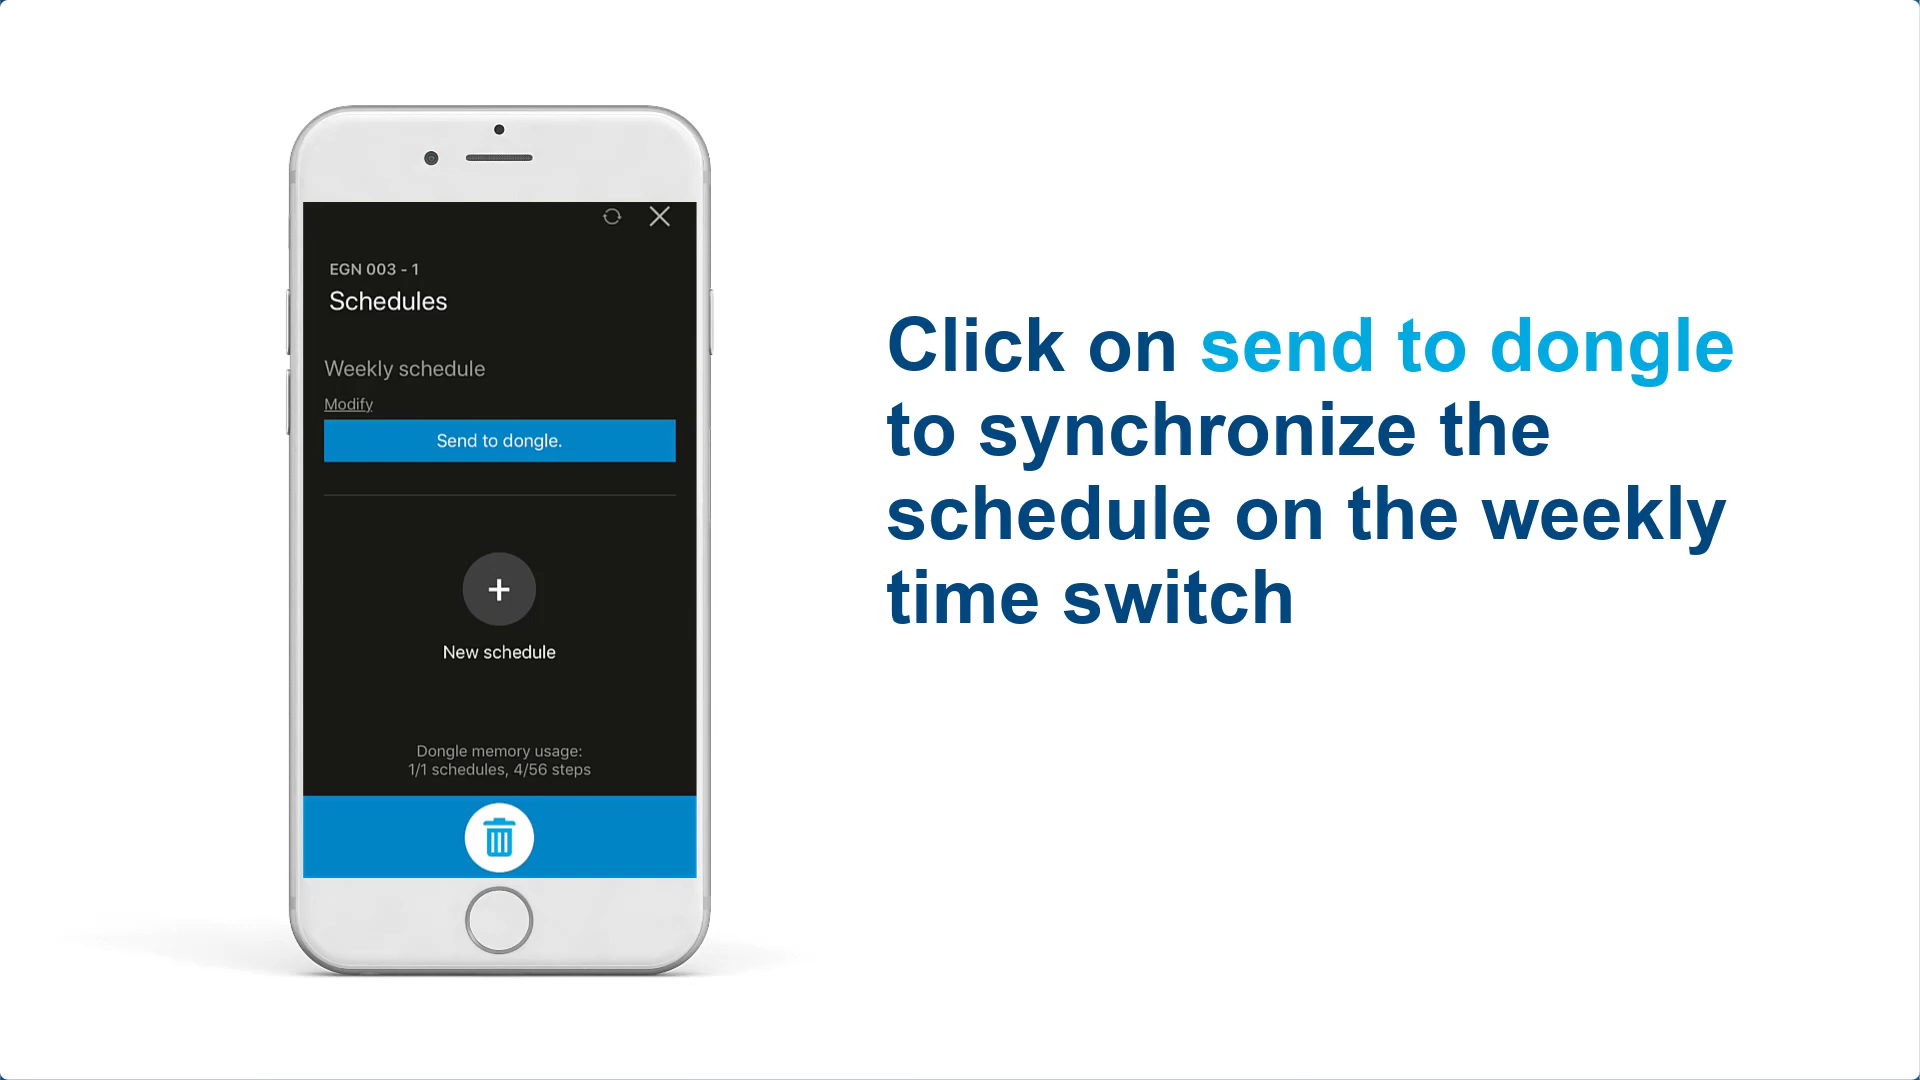 EGN 003 - 1
Schedules
Weekly schedule
Modify
Send to dongle.
New schedule
Dongle memory usage:
1/1 schedules, 4/56 steps
Click on send to dongle
to synchronize the
schedule on the weekly
time switch